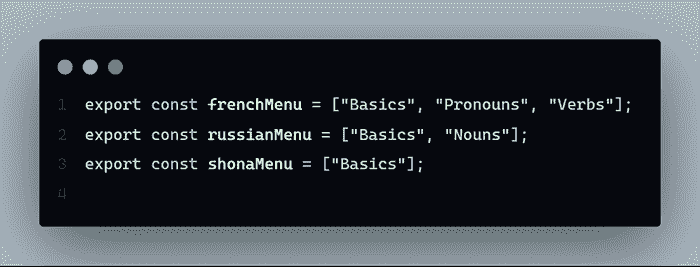 1 export const frenchMenu = ["Basics", "Pronouns", "Verbs"];
2 export const russianMenu = ["Basics", "Nouns"];
3 export const shonaMenu = ["Basics"];
4